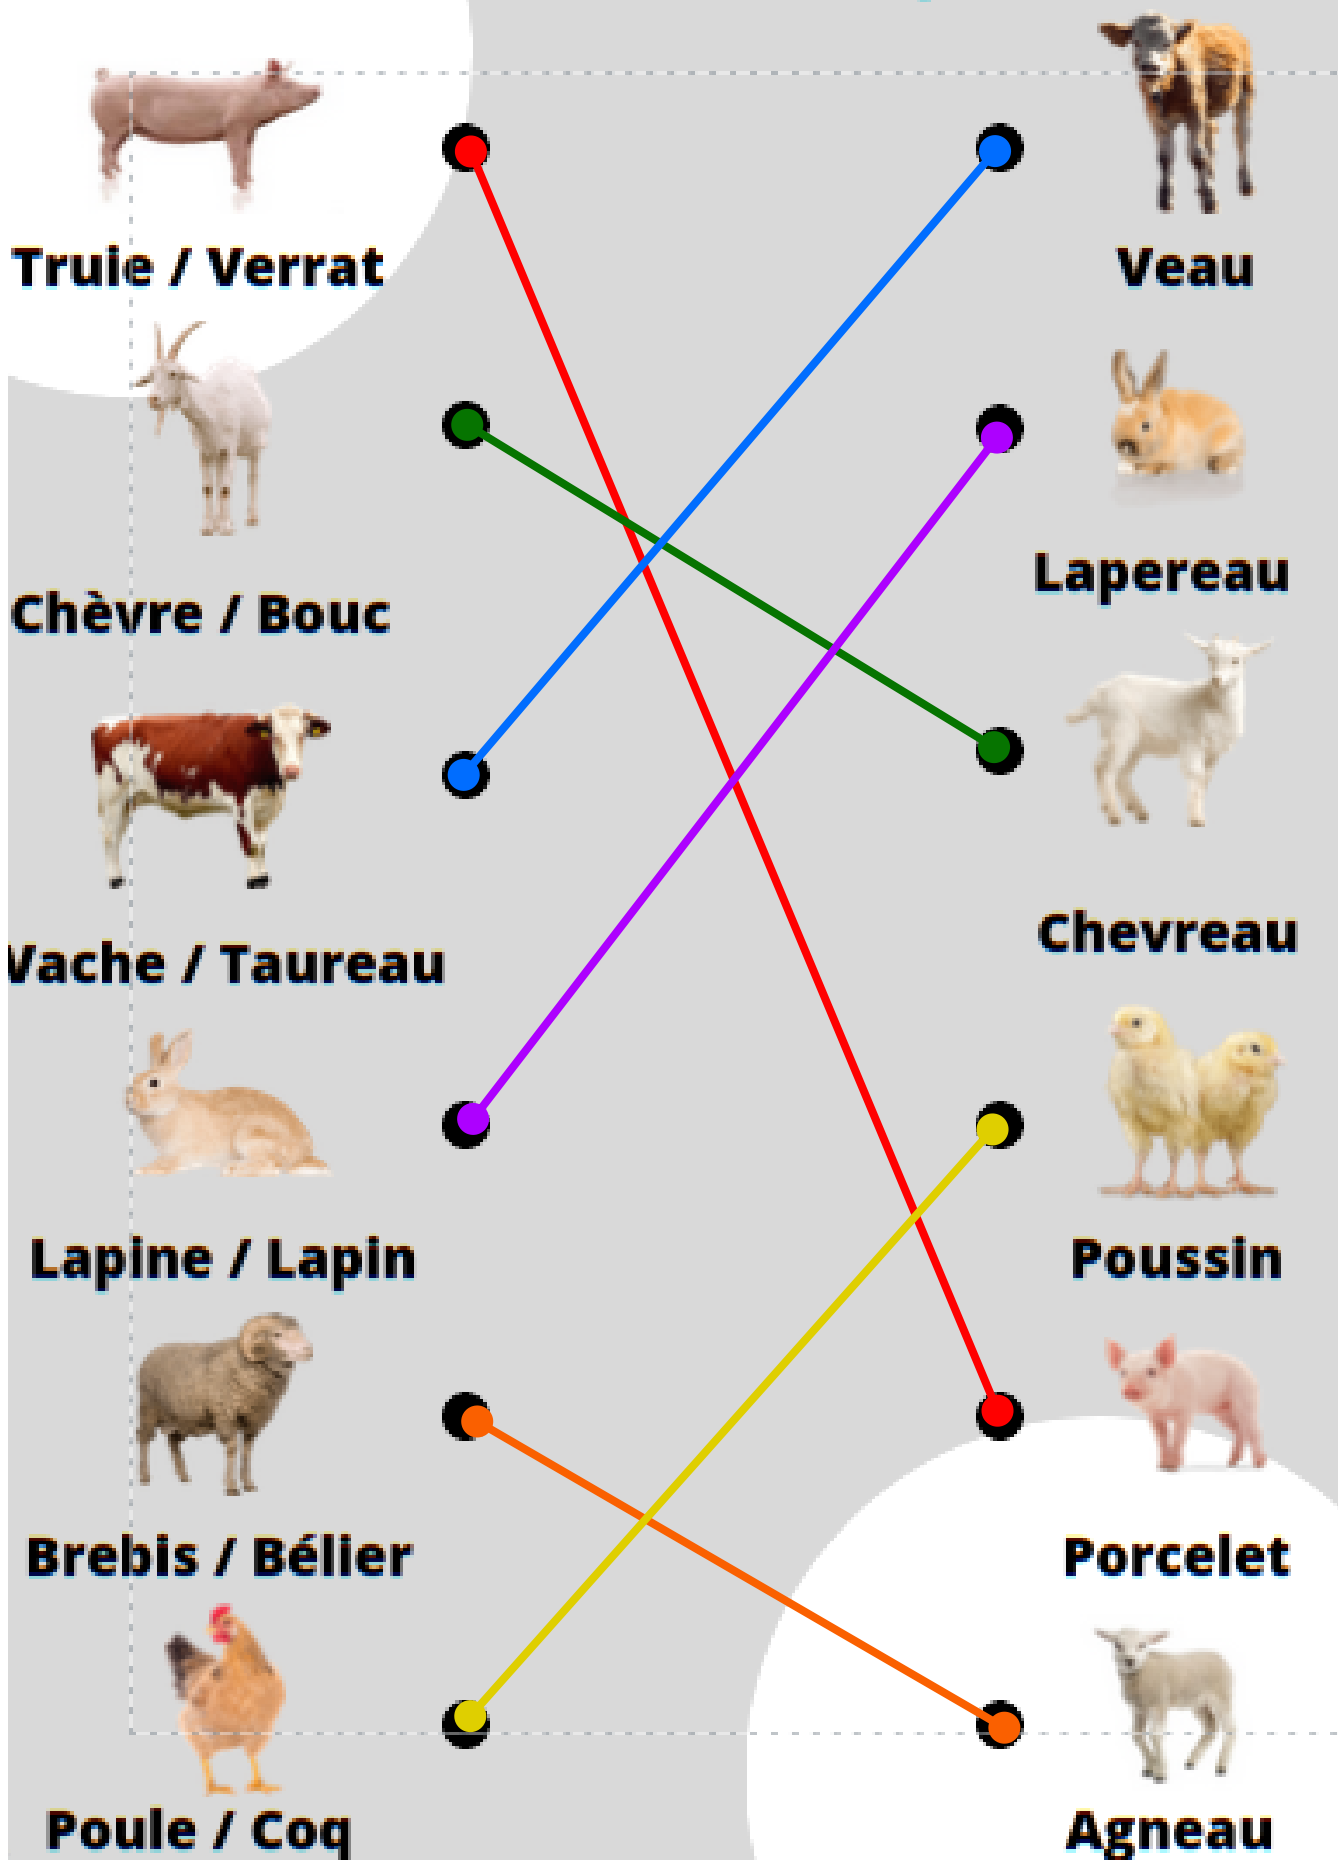 Truie / Verrat
Veau
Chèvre / Bouc
Lapereau
Vache / Taureau
Chevreau
Lapine / Lapin
Poussin
Brebis / Bélier
Porcelet
Poule / Coq
Agneau